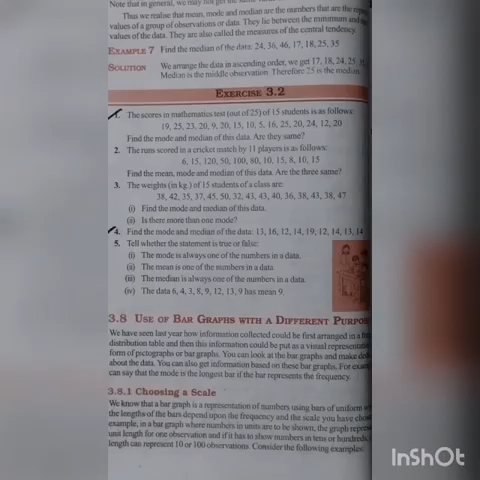 Note that in general, we may not get the same value
Thus we realise that mean, mode and median are the numbers that are the
values of a group of observations or data. They lie between the minimum and
values of the data. They are also called the measures of the central tendency.
EXAMPLE 7 Find the median of the data: 24, 36, 46, 17, 18, 25, 35
SOLUTION We arrange the data in ascending order, we get 17, 18, 24, 25,
Median is the middle observation. Therefore 25 is the median.
EXERCISE 3.2
1. The scores in mathematics test (out of 25) of 15 students is as follows:
19, 25, 23, 20, 9, 20, 15, 10, 5, 16, 25, 20, 24, 12, 20
Find the mode and median of this data. Are they same?
2. The runs scored in a cricket match by 11 players is as follows:
6, 15, 120, 50, 100, 80, 10, 15, 8, 10, 15
Find the mean, mode and median of this data. Are the three same?
3. The weights (in kg.) of 15 students of a class are:
38, 42, 35, 37, 45, 50, 32, 43, 43, 40, 36, 38, 43, 38, 47
(i) Find the mode and median of this data.
(ii) Is there more than one mode?
4. Find the mode and median of the data: 13, 16, 12, 14, 19, 12, 14, 13, 14
5. Tell whether the statement is true or false:
(i) The mode is always one of the numbers in a data.
(ii) The mean is one of the numbers in a data.
(iii) The median is always one of the numbers in a data.
(iv) The data 6, 4, 3, 8, 9, 12, 13, 9 has mean 9.
3.8 USE OF BAR GRAPHS WITH A DIFFERENT PURPOS
We have seen last year how information collected could be first arranged in a
distribution table and then this information could be put as a visual representation
form of pictographs or bar graphs. You can look at the bar graphs and make
about the data. You can also get information based on these bar graphs. For
can say that the mode is the longest bar if the bar represents the frequency.
3.8.1 Choosing a Scale
We know that a bar graph is a representation of numbers using bars of uniform
the lengths of the bars depend upon the frequency and the scale you have
example, in a bar graph where numbers in units are to be shown, the graph
unit length for one observation and if it has to show numbers in tens or hundreds,
length can represent 10 or 100 observations. Consider the following examples:
InShOt